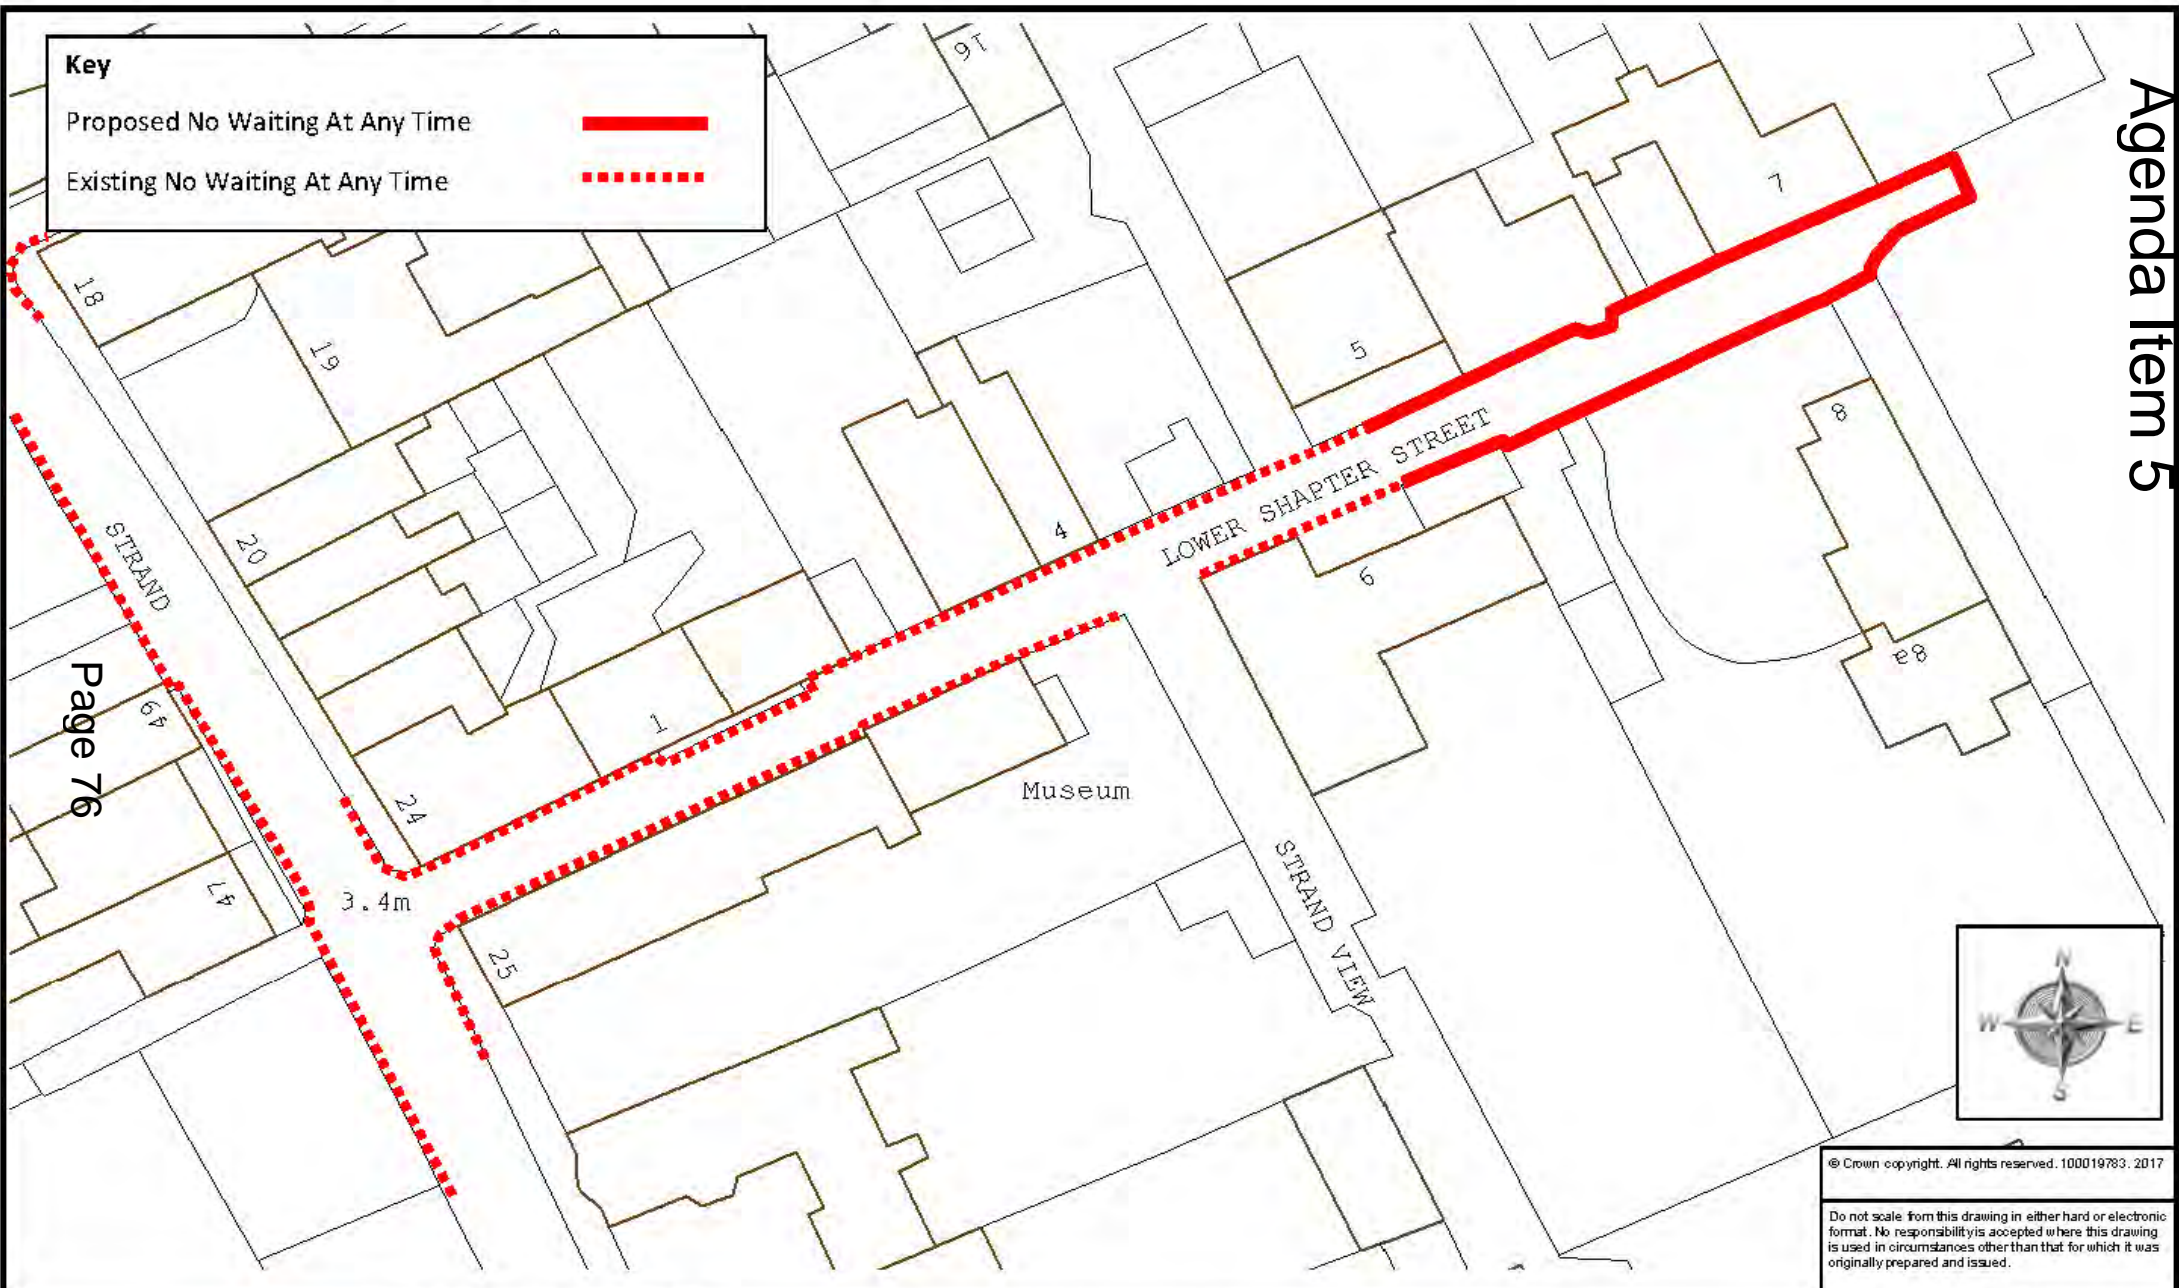 Agenda Item 5
Page 76
Key
Proposed No Waiting At Any Time
Existing No Waiting At Any Time
16
18
19
20
24
1
4
5
7
6
8
8a
49
47
25
STRAND
3.4m
LOWER SHAPTER STREET
Museum
STRAND VIEW
N
W
E
S
© Crown copyright. All rights reserved. 100019783. 2017
Do not scale from this drawing in either hard or electronic
format. No responsibility is accepted where this drawing
is used in circumstances other than that for which it was
originally prepared and issued.